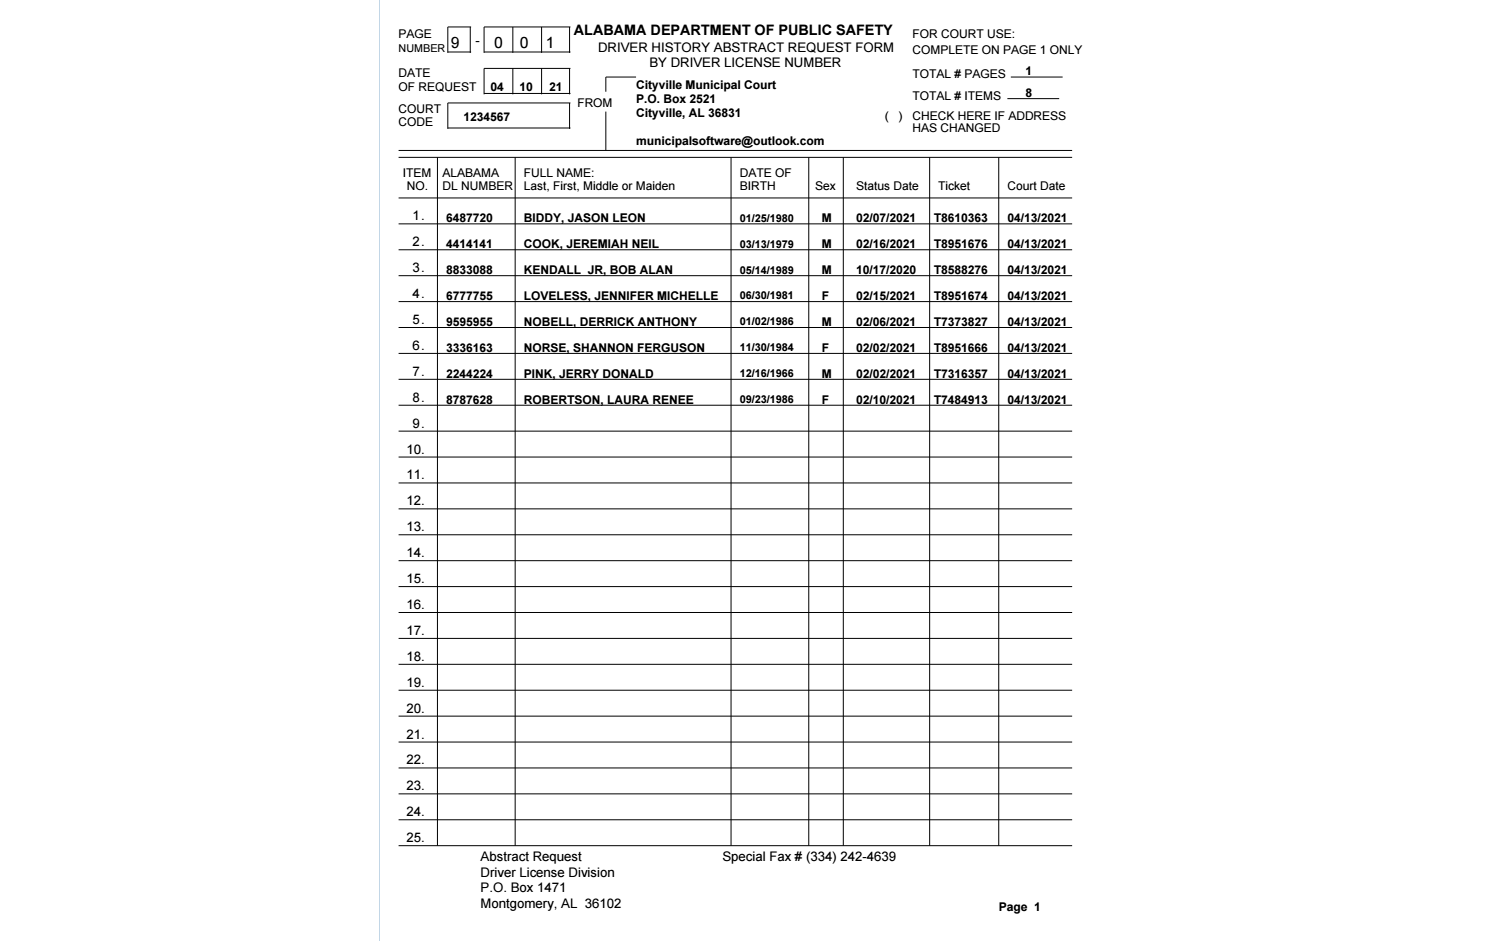 PAGE NUMBER 9 - 0 0 1
ALABAMA DEPARTMENT OF PUBLIC SAFETY
DRIVER HISTORY ABSTRACT REQUEST FORM
BY DRIVER LICENSE NUMBER
FOR COURT USE:
COMPLETE ON PAGE 1 ONLY
DATE
OF REQUEST 04 10 21
COURT
CODE 1234567
FROM
Cityville Municipal Court
P.O. Box 2521
Cityville, AL 36831
municipalsoftware@outlook.com
TOTAL # PAGES 1
TOTAL # ITEMS 8
( ) CHECK HERE IF ADDRESS
HAS CHANGED
ITEM NO. ALABAMA DL NUMBER FULL NAME: Last, First, Middle or Maiden DATE OF BIRTH Sex Status Date Ticket Court Date
1. 6487720 BIDDY, JASON LEON 01/25/1980 M 02/07/2021 T8610363 04/13/2021
2. 4414141 COOK, JEREMIAH NEIL 03/13/1979 M 02/16/2021 T8951676 04/13/2021
3. 8833088 KENDALL JR, BOB ALAN 05/14/1989 M 10/17/2020 T8588276 04/13/2021
4. 6777755 LOVELESS, JENNIFER MICHELLE 06/30/1981 F 02/15/2021 T8951674 04/13/2021
5. 9595955 NOBELL, DERRICK ANTHONY 01/02/1986 M 02/06/2021 T7373827 04/13/2021
6. 3336163 NORSE, SHANNON FERGUSON 11/30/1984 F 02/02/2021 T8951666 04/13/2021
7. 2244224 PINK, JERRY DONALD 12/16/1966 M 02/02/2021 T7316357 04/13/2021
8. 8787628 ROBERTSON, LAURA RENEE 09/23/1986 F 02/10/2021 T7484913 04/13/2021
9.
10.
11.
12.
13.
14.
15.
16.
17.
18.
19.
20.
21.
22.
23.
24.
25.
Abstract Request
Driver License Division
P.O. Box 1471
Montgomery, AL 36102
Special Fax # (334) 242-4639
Page 1